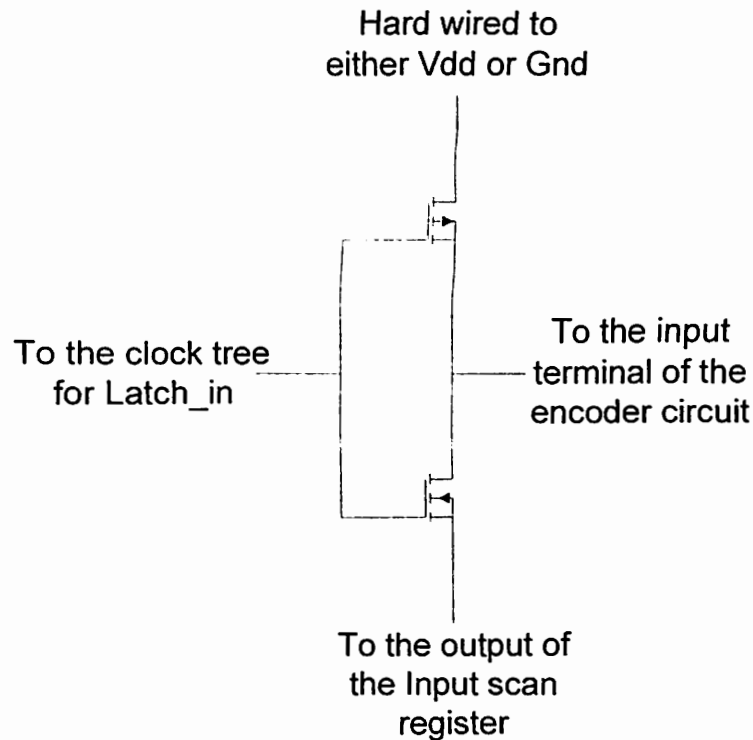 Hard wired to
either Vdd or Gnd
To the clock tree
for Latch_in
To the input
terminal of the
encoder circuit
To the output of
the Input scan
register